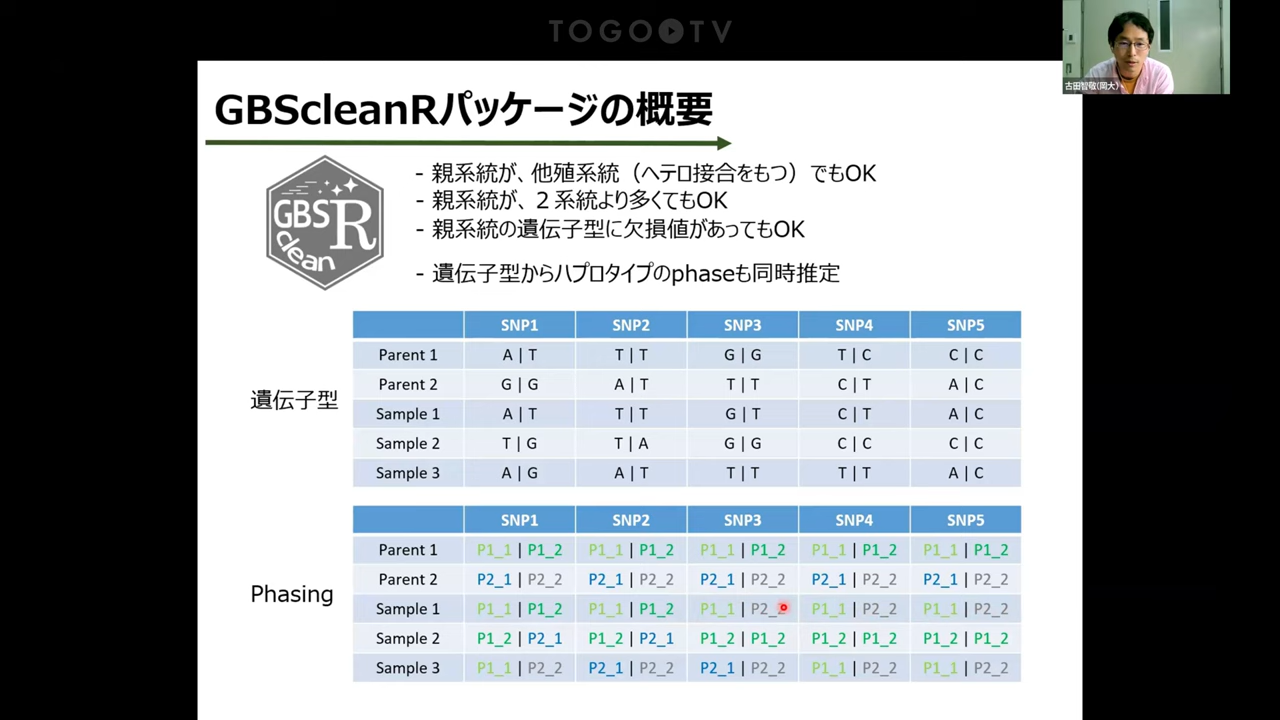 TOGO TV
古田智敬(岡大)
GBScleanRパッケージの概要
GBS
R
clean
- 親系統が、他殖系統（ヘテロ接合をもつ）でもOK
- 親系統が、２系統より多くてもOK
- 親系統の遺伝子型に欠損値があってもOK
- 遺伝子型からハプロタイプのphaseも同時推定
遺伝子型
SNP1 SNP2 SNP3 SNP4 SNP5
Parent 1 A | T T | T G | G T | C C | C
Parent 2 G | G A | T T | T C | T A | C
Sample 1 A | T T | T G | T C | T A | C
Sample 2 T | G T | A G | G C | C C | C
Sample 3 A | G A | T T | T T | T A | C
Phasing
SNP1 SNP2 SNP3 SNP4 SNP5
Parent 1 P1_1 | P1_2 P1_1 | P1_2 P1_1 | P1_2 P1_1 | P1_2 P1_1 | P1_2
Parent 2 P2_1 | P2_2 P2_1 | P2_2 P2_1 | P2_2 P2_1 | P2_2 P2_1 | P2_2
Sample 1 P1_1 | P1_2 P1_1 | P1_2 P1_1 | P2_2 P1_1 | P2_2 P1_1 | P2_2
Sample 2 P1_2 | P2_1 P1_2 | P2_1 P1_2 | P1_2 P1_2 | P1_2 P1_2 | P1_2
Sample 3 P1_1 | P2_2 P2_1 | P2_2 P2_1 | P2_2 P1_1 | P2_2 P1_1 | P2_2